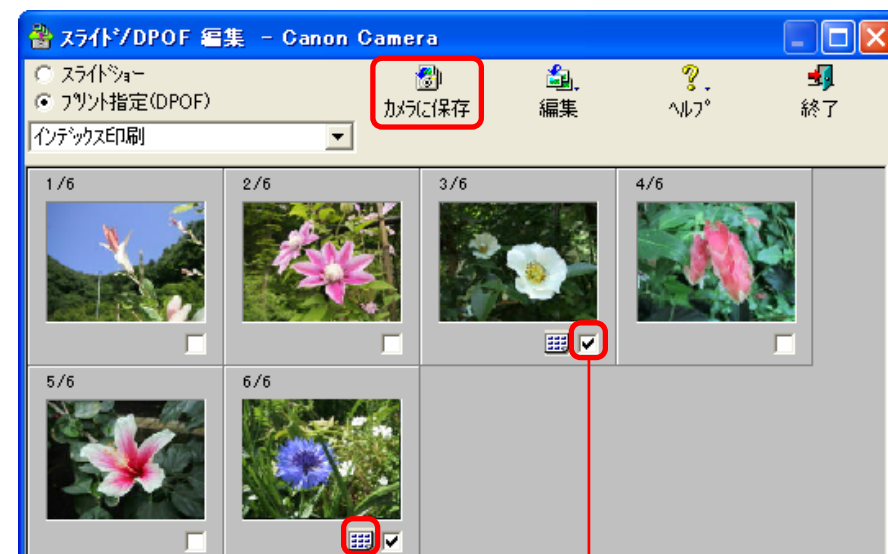 スライド/DPOF 編集 - Canon Camera
スライドショー
プリント指定(DPOF)
インデックス印刷
カメラに保存
編集
ヘルプ
終了
1/6
2/6
3/6
4/6
5/6
6/6